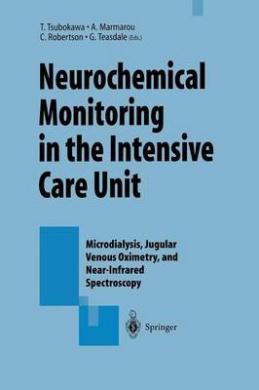 T. Tsubokawa • A. Marmarou
C. Robertson • G. Teasdale (Eds.)
Neurochemical
Monitoring
in the Intensive
Care Unit
Microdialysis, Jugular
Venous Oximetry, and
Near-Infrared
Spectroscopy
Springer